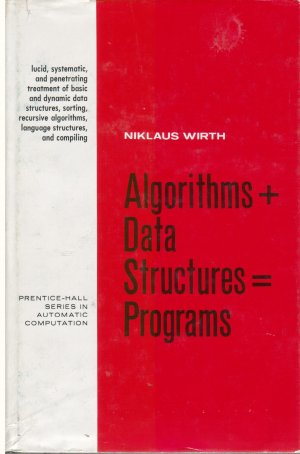 lucid, systematic,
and penetrating
treatment of basic
and dynamic data
structures, sorting,
recursive algorithms,
language structures,
and compiling
NIKLAUS WIRTH
Algorithms +
Data
Structures =
Programs
PRENTICE-HALL
SERIES IN
AUTOMATIC
COMPUTATION